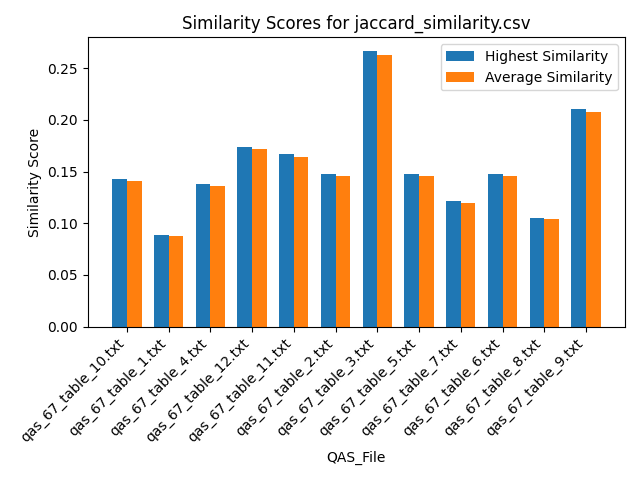 Similarity Scores for jaccard_similarity.csv
Highest Similarity
Average Similarity
Similarity Score
0.25
0.20
0.15
0.10
0.05
0.00
qas_67_table_10.txt
qas_67_table_1.txt
qas_67_table_4.txt
qas_67_table_12.txt
qas_67_table_11.txt
qas_67_table_2.txt
qas_67_table_3.txt
qas_67_table_5.txt
qas_67_table_7.txt
qas_67_table_6.txt
qas_67_table_8.txt
qas_67_table_9.txt
QAS_File